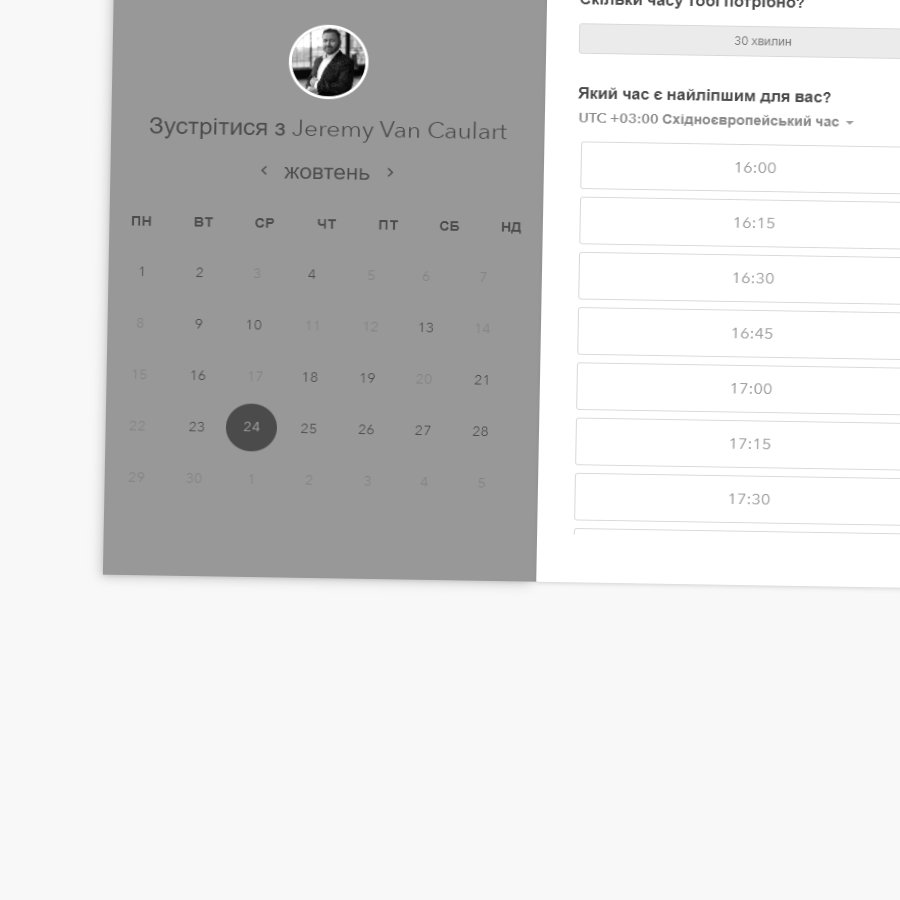 Зустрітися з Jeremy Van Caulart
жовтень
ПН ВТ СР ЧТ ПТ СБ НД
1 2 3 4 5 6 7
8 9 10 11 12 13 14
15 16 17 18 19 20 21
22 23 24 25 26 27 28
29 30 1 2 3 4 5
Скільки часу тобі потрібно?
30 хвилин
Який час є найліпшим для вас?
UTC +03:00 Східноєвропейський час
16:00
16:15
16:30
16:45
17:00
17:15
17:30